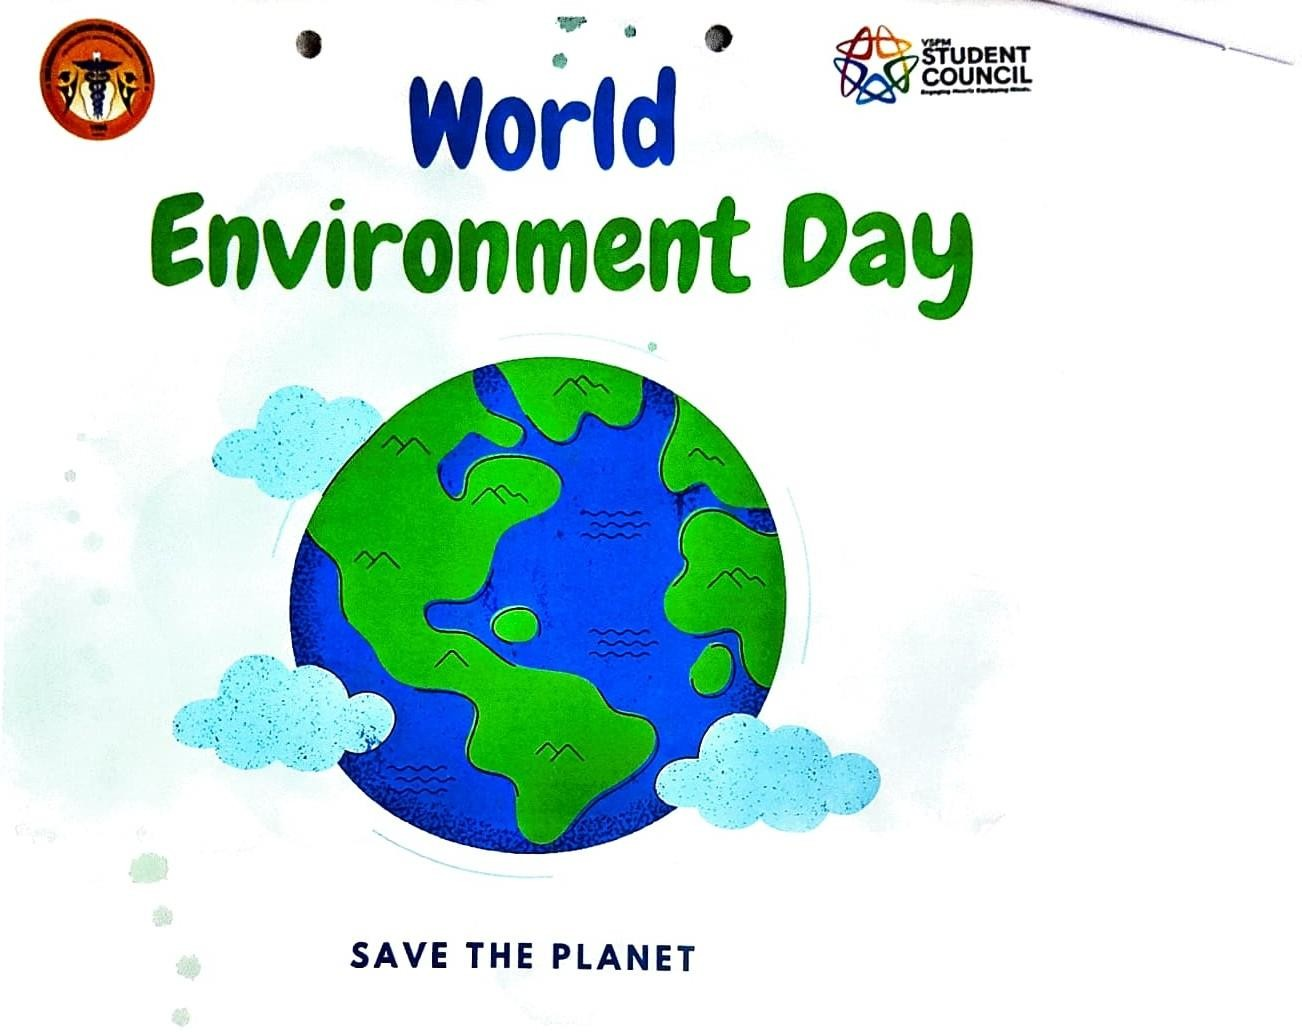 VSPM
STUDENT
COUNCIL
World
Environment Day
SAVE THE PLANET